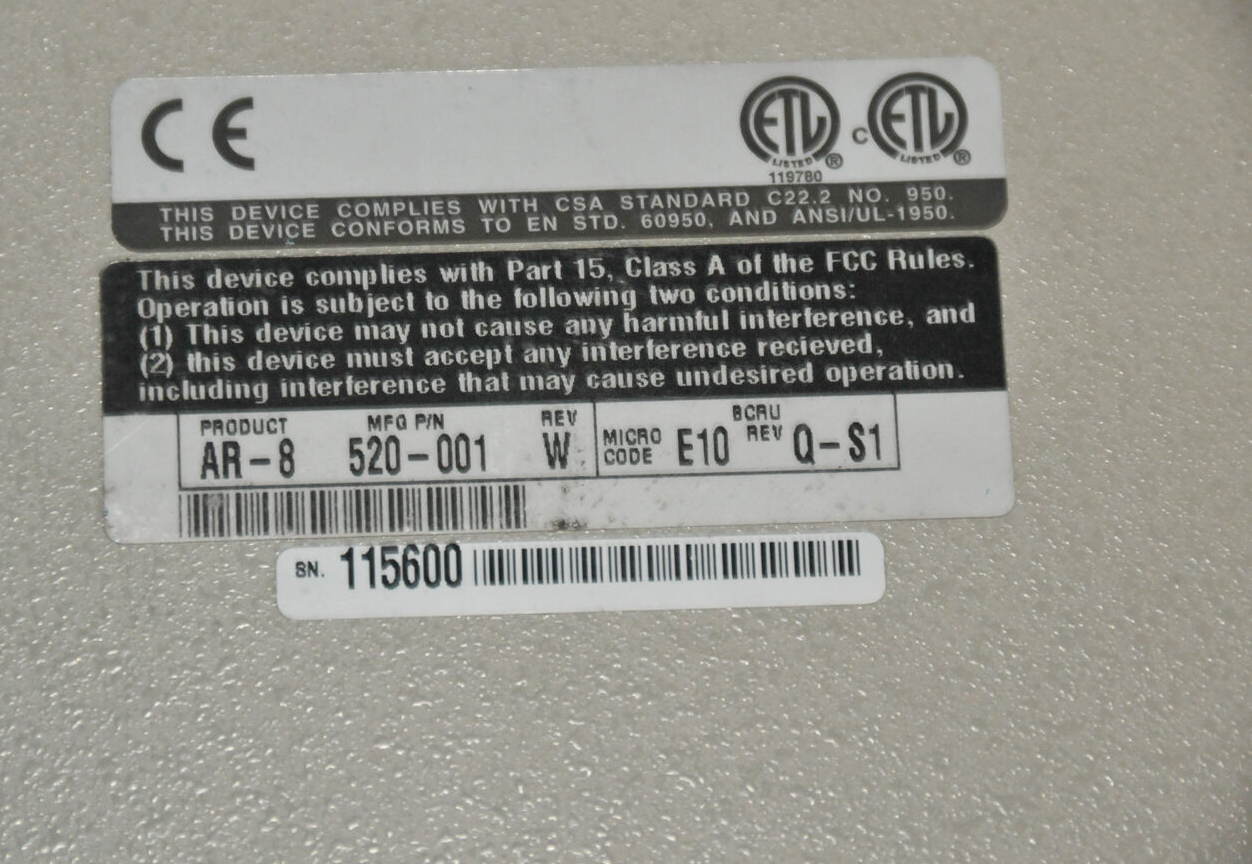 CE ETL LISTED ® C ETL LISTED ®
119780
THIS DEVICE COMPLIES WITH CSA STANDARD C22.2 NO. 950.
THIS DEVICE CONFORMS TO EN STD. 60950, AND ANSI/UL-1950.
This device complies with Part 15, Class A of the FCC Rules.
Operation is subject to the following two conditions:
(1) This device may not cause any harmful interference, and
(2) this device must accept any interference recieved,
including interference that may cause undesired operation.
PRODUCT MFG P/N REV MICRO CODE BCRU REV
AR-8 520-001 W E10 Q-S1
SN. 115600